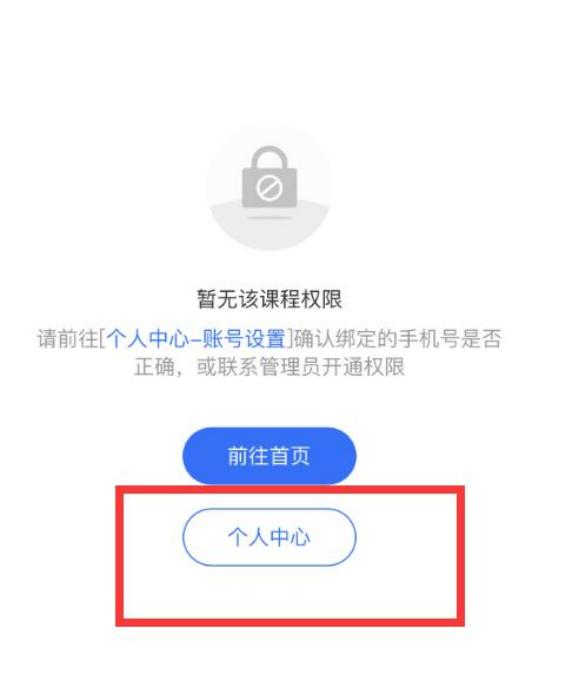 暂无该课程权限
请前往[个人中心-账号设置]确认绑定的手机号是否
正确，或联系管理员开通权限
前往首页
个人中心